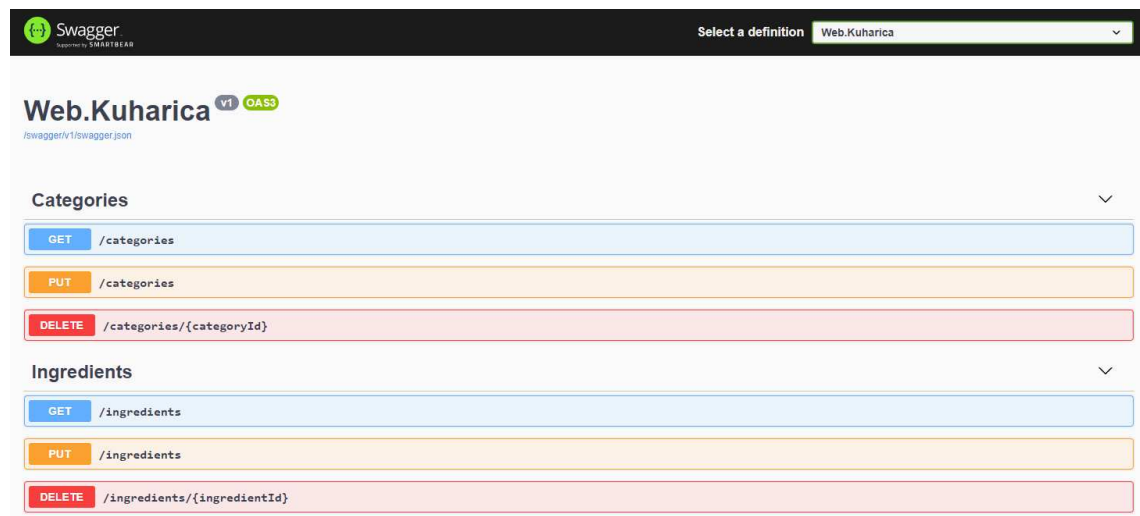 {···} Swagger.
Supported by SMARTBEAR
Select a definition Web.Kuharica
Web.Kuharica v1 OAS3
/swagger/v1/swagger.json
Categories
GET /categories
PUT /categories
DELETE /categories/{categoryId}
Ingredients
GET /ingredients
PUT /ingredients
DELETE /ingredients/{ingredientId}